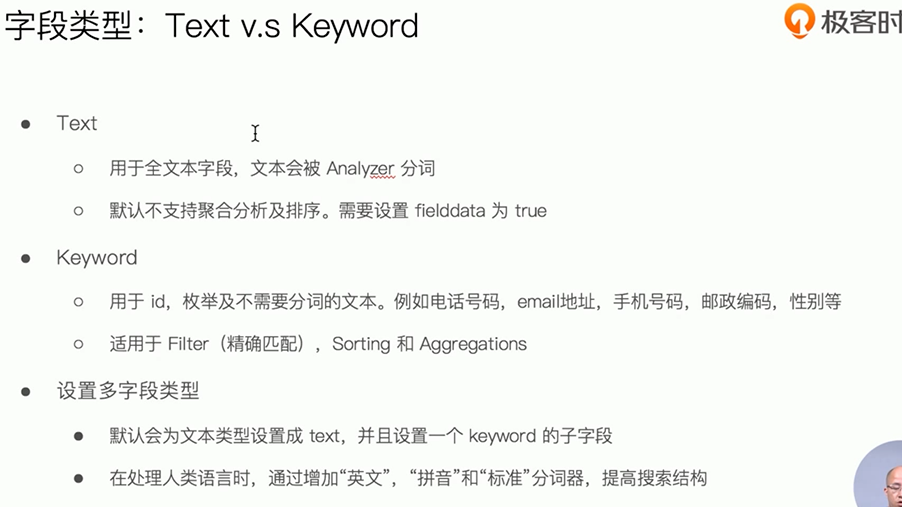 字段类型：Text v.s Keyword
极客时
Text
用于全文本字段，文本会被 Analyzer 分词
默认不支持聚合分析及排序。需要设置 fielddata 为 true
Keyword
用于 id，枚举及不需要分词的文本。例如电话号码，email地址，手机号码，邮政编码，性别等
适用于 Filter（精确匹配），Sorting 和 Aggregations
设置多字段类型
默认会为文本类型设置成 text，并且设置一个 keyword 的子字段
在处理人类语言时，通过增加“英文”，“拼音”和“标准”分词器，提高搜索结构